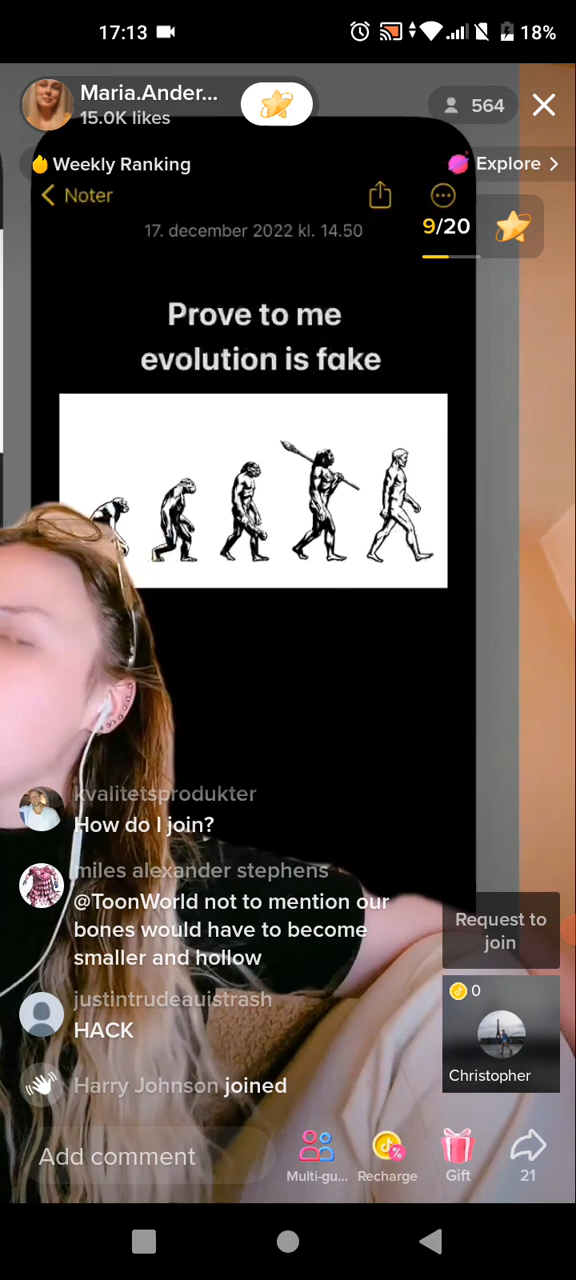 17:13
18%
Maria.Ander...
15.0K likes
564
Weekly Ranking
Explore
Noter
17. december 2022 kl. 14.50
9/20
Prove to me
evolution is fake
kvalitetsprodukter
How do I join?
miles alexander stephens
@ToonWorld not to mention our
bones would have to become
smaller and hollow
justintrudeauistrash
HACK
Harry Johnson joined
Request to
join
0
Christopher
Add comment
Multi-gu...
Recharge
Gift
21